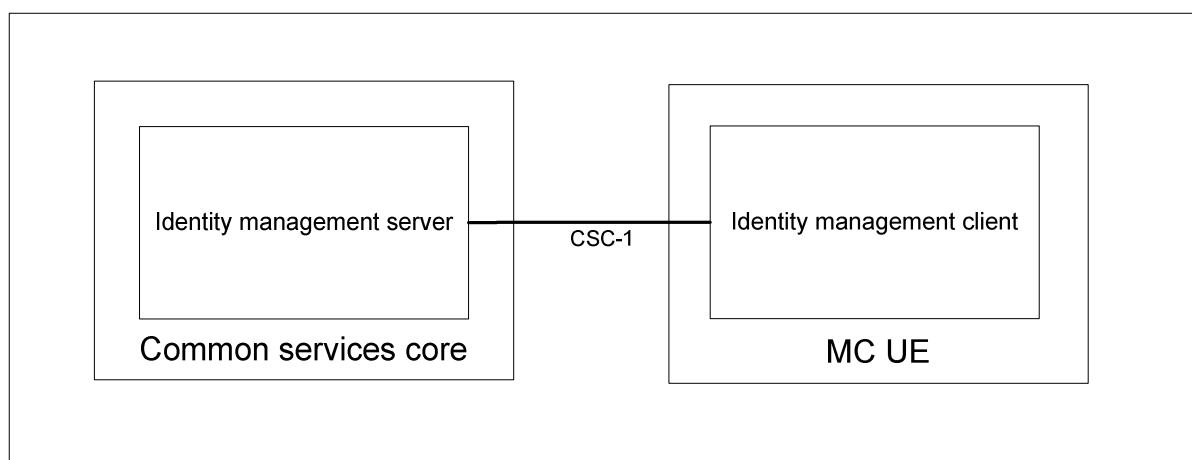 Identity management server
CSC-1
Identity management client
Common services core
MC UE